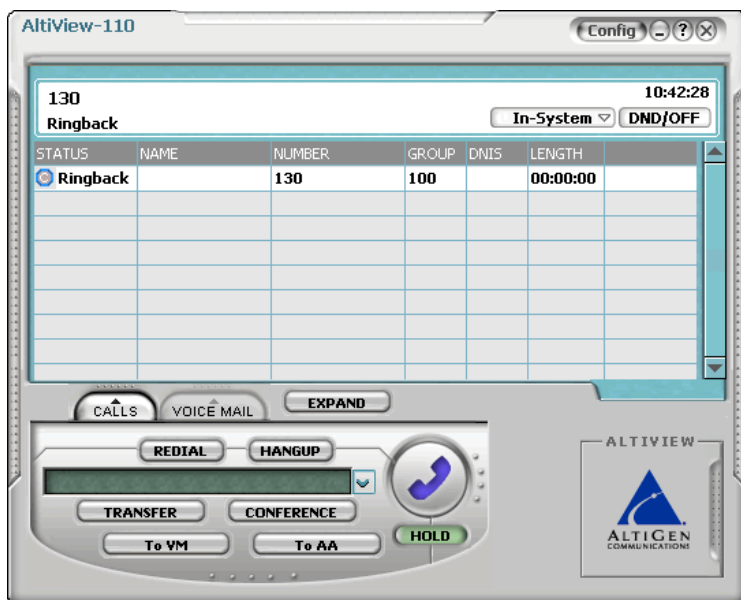 AltiView-110
Config ?
130
10:42:28
Ringback
In-System DND/OFF
STATUS NAME NUMBER GROUP DNIS LENGTH
Ringback 130 100 00:00:00
CALLS VOICE MAIL EXPAND
REDIAL HANGUP
TRANSFER CONFERENCE
To VM To AA HOLD
ALTIVIEW
ALTIGEN
COMMUNICATIONS